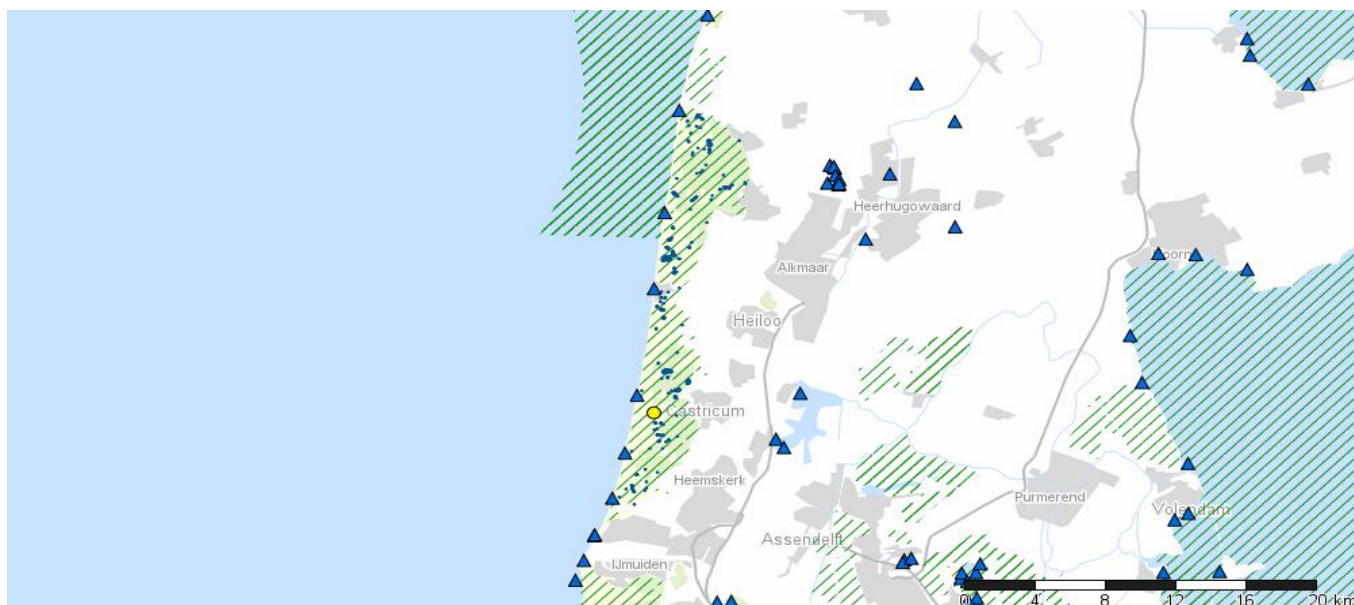 Heerhugowaard
Alkmaar
Heiloo
Castricum
Heemskerk
Purmerend
Volendam
Assendelft
IJmuiden
0 4 8 12 16 20 km